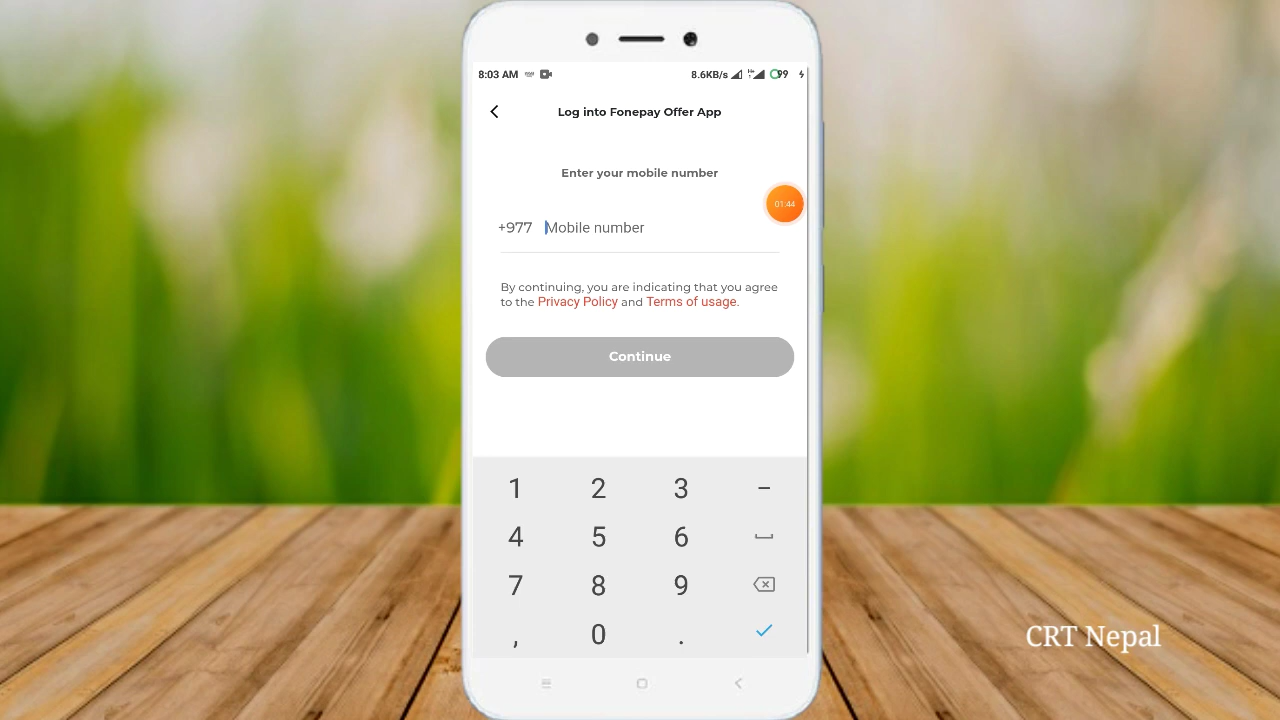 8:03 AM
8.6KB/s
99
Log into Fonepay Offer App
Enter your mobile number
01:44
+977 Mobile number
By continuing, you are indicating that you agree
to the Privacy Policy and Terms of usage.
Continue
1 2 3 –
4 5 6
7 8 9
, 0 .
CRT Nepal